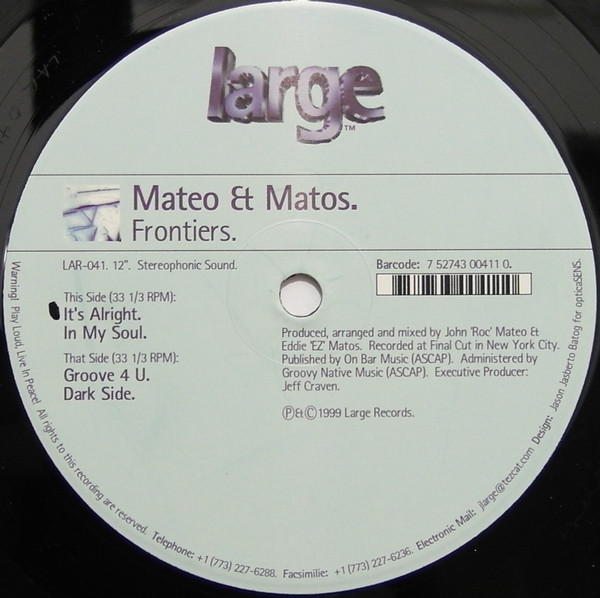 large™
Mateo & Matos.
Frontiers.
LAR-041. 12". Stereophonic Sound.
Barcode: 7 52743 00411 0.
This Side (33 1/3 RPM):
It's Alright.
In My Soul.
That Side (33 1/3 RPM):
Groove 4 U.
Dark Side.
Produced, arranged and mixed by John 'Roc' Mateo &
Eddie 'EZ' Matos. Recorded at Final Cut in New York City.
Published by On Bar Music (ASCAP). Administered by
Groovy Native Music (ASCAP). Executive Producer:
Jeff Craven.
Ⓟ&©1999 Large Records.
Warning! Play Loud, Live In Peace! All rights to this recording are reserved. Telephone: +1 (773) 227-6288. Facsimilie: +1 (773) 227-6236. Electronic Mail: jlarge@tezcat.com Design: Jason Jasberto Batog for opticaSENS.